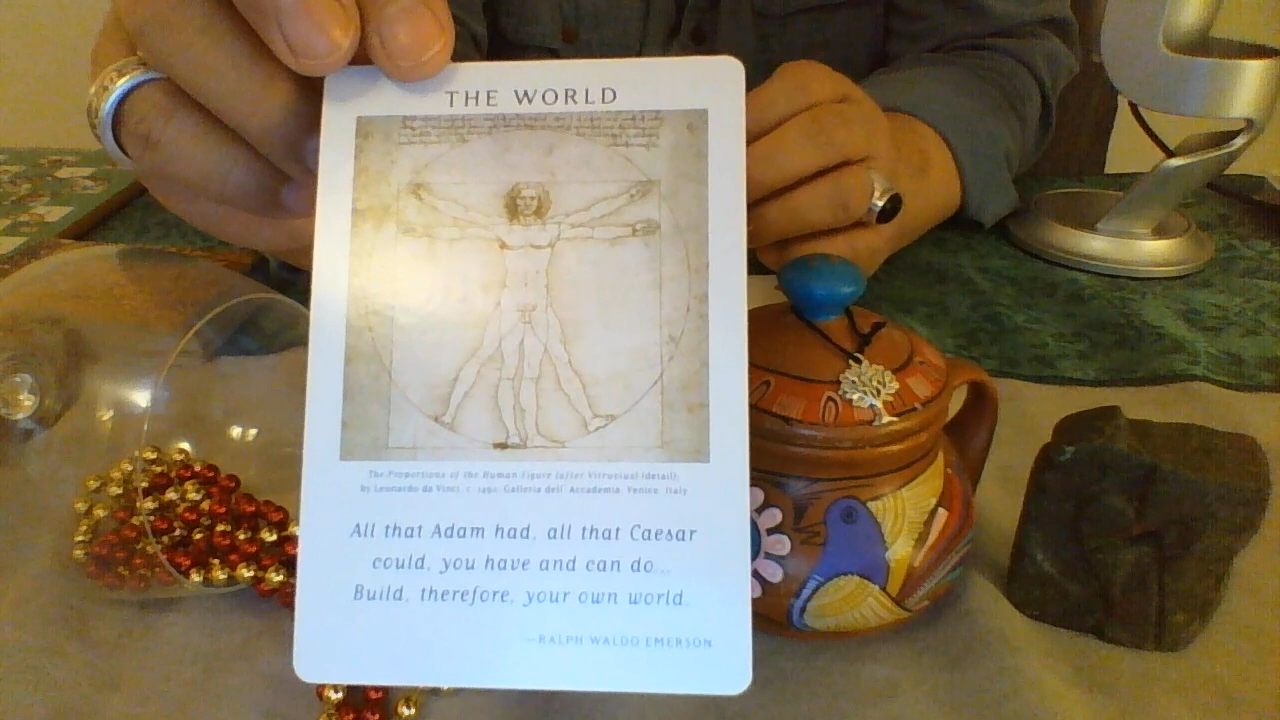 THE WORLD
The Proportions of the Human Figure (after Vitruvius) (detail);
by Leonardo da Vinci, c. 1492; Galleria dell' Accademia, Venice, Italy
All that Adam had, all that Caesar
could, you have and can do...
Build, therefore, your own world.
—RALPH WALDO EMERSON